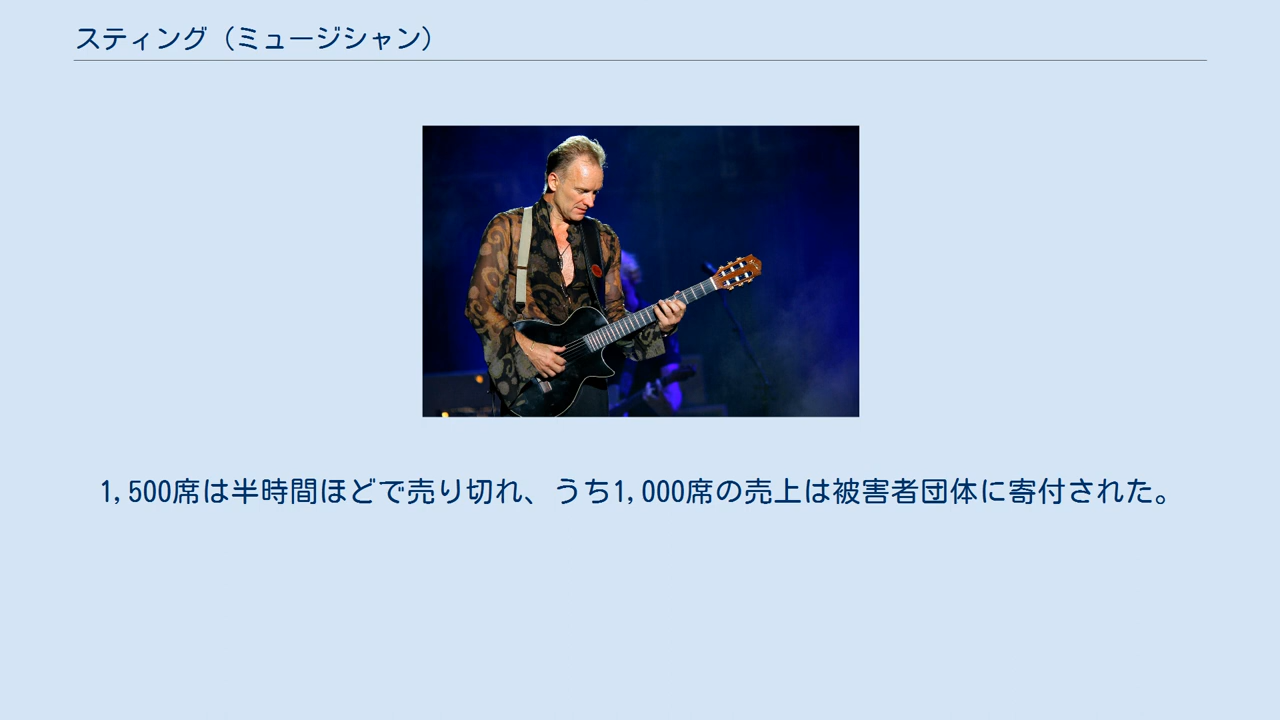 スティング（ミュージシャン）
1,500席は半時間ほどで売り切れ、うち1,000席の売上は被害者団体に寄付された。